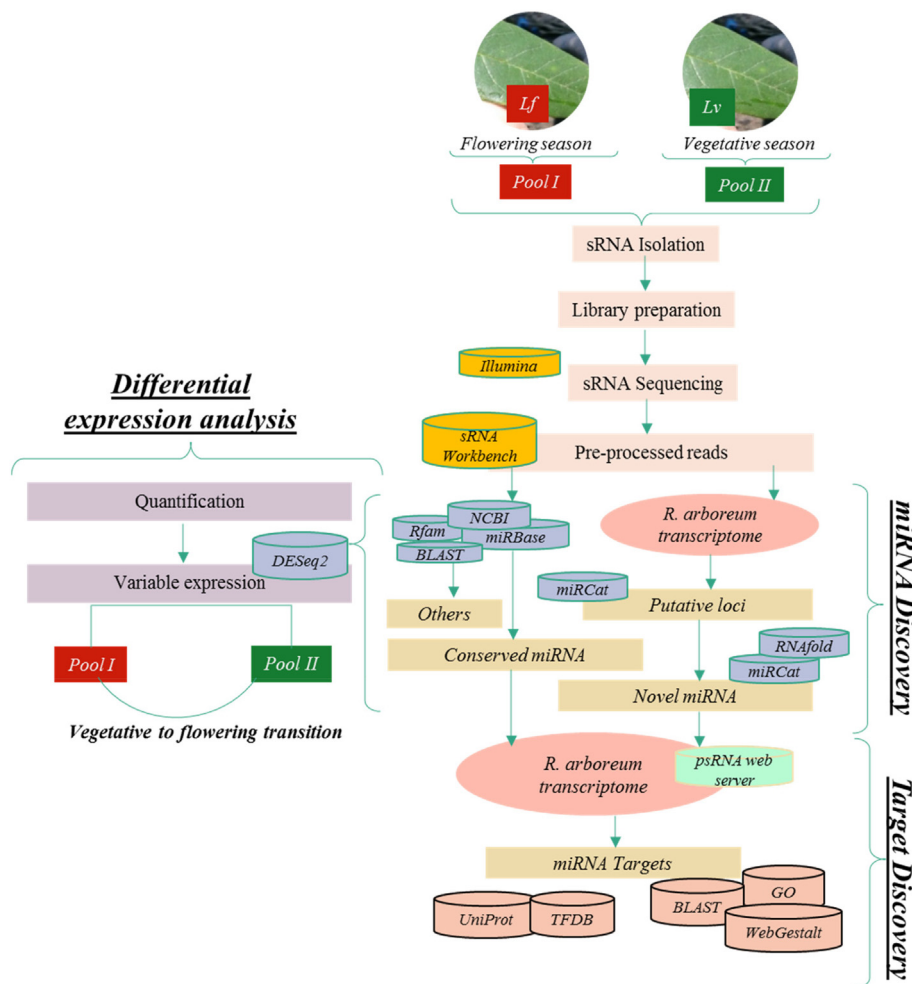 Lf
Lv
Flowering season
Vegetative season
Pool I
Pool II
sRNA Isolation
Library preparation
Illumina
sRNA Sequencing
Differential
expression analysis
sRNA
Workbench
Pre-processed reads
Quantification
DESeq2
Variable expression
Pool I
Pool II
Vegetative to flowering transition
NCBI
Rfam
miRBase
BLAST
R. arboreum
transcriptome
miRCat
Putative loci
Others
RNAfold
Conserved miRNA
miRCat
Novel miRNA
miRNA Discovery
R. arboreum
transcriptome
psRNA web
server
miRNA Targets
GO
BLAST
UniProt
TFDB
WebGestalt
Target Discovery